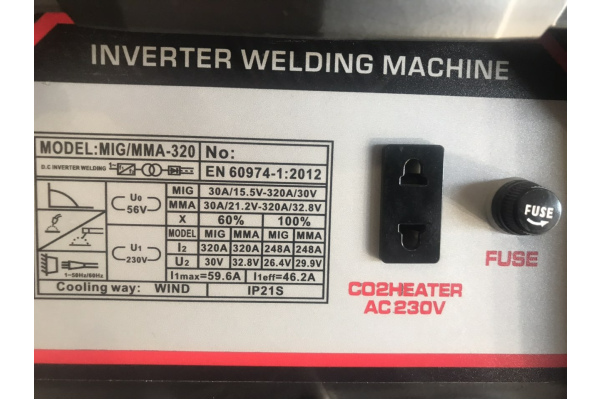 INVERTER WELDING MACHINE
MODEL:MIG/MMA-320 No:
D.C INVERTER WELDING EN 60974-1:2012
U0 56V MIG 30A/15.5V-320A/30V
MMA 30A/21.2V-320A/32.8V
X 60% 100%
U1 230V MODEL MIG MMA MIG MMA
I2 320A 320A 248A 248A
U2 30V 32.8V 26.4V 29.9V
1~50Hz/60Hz I1max=59.6A I1eff=46.2A
Cooling way: WIND IP21S
FUSE
FUSE
CO2HEATER
AC230V